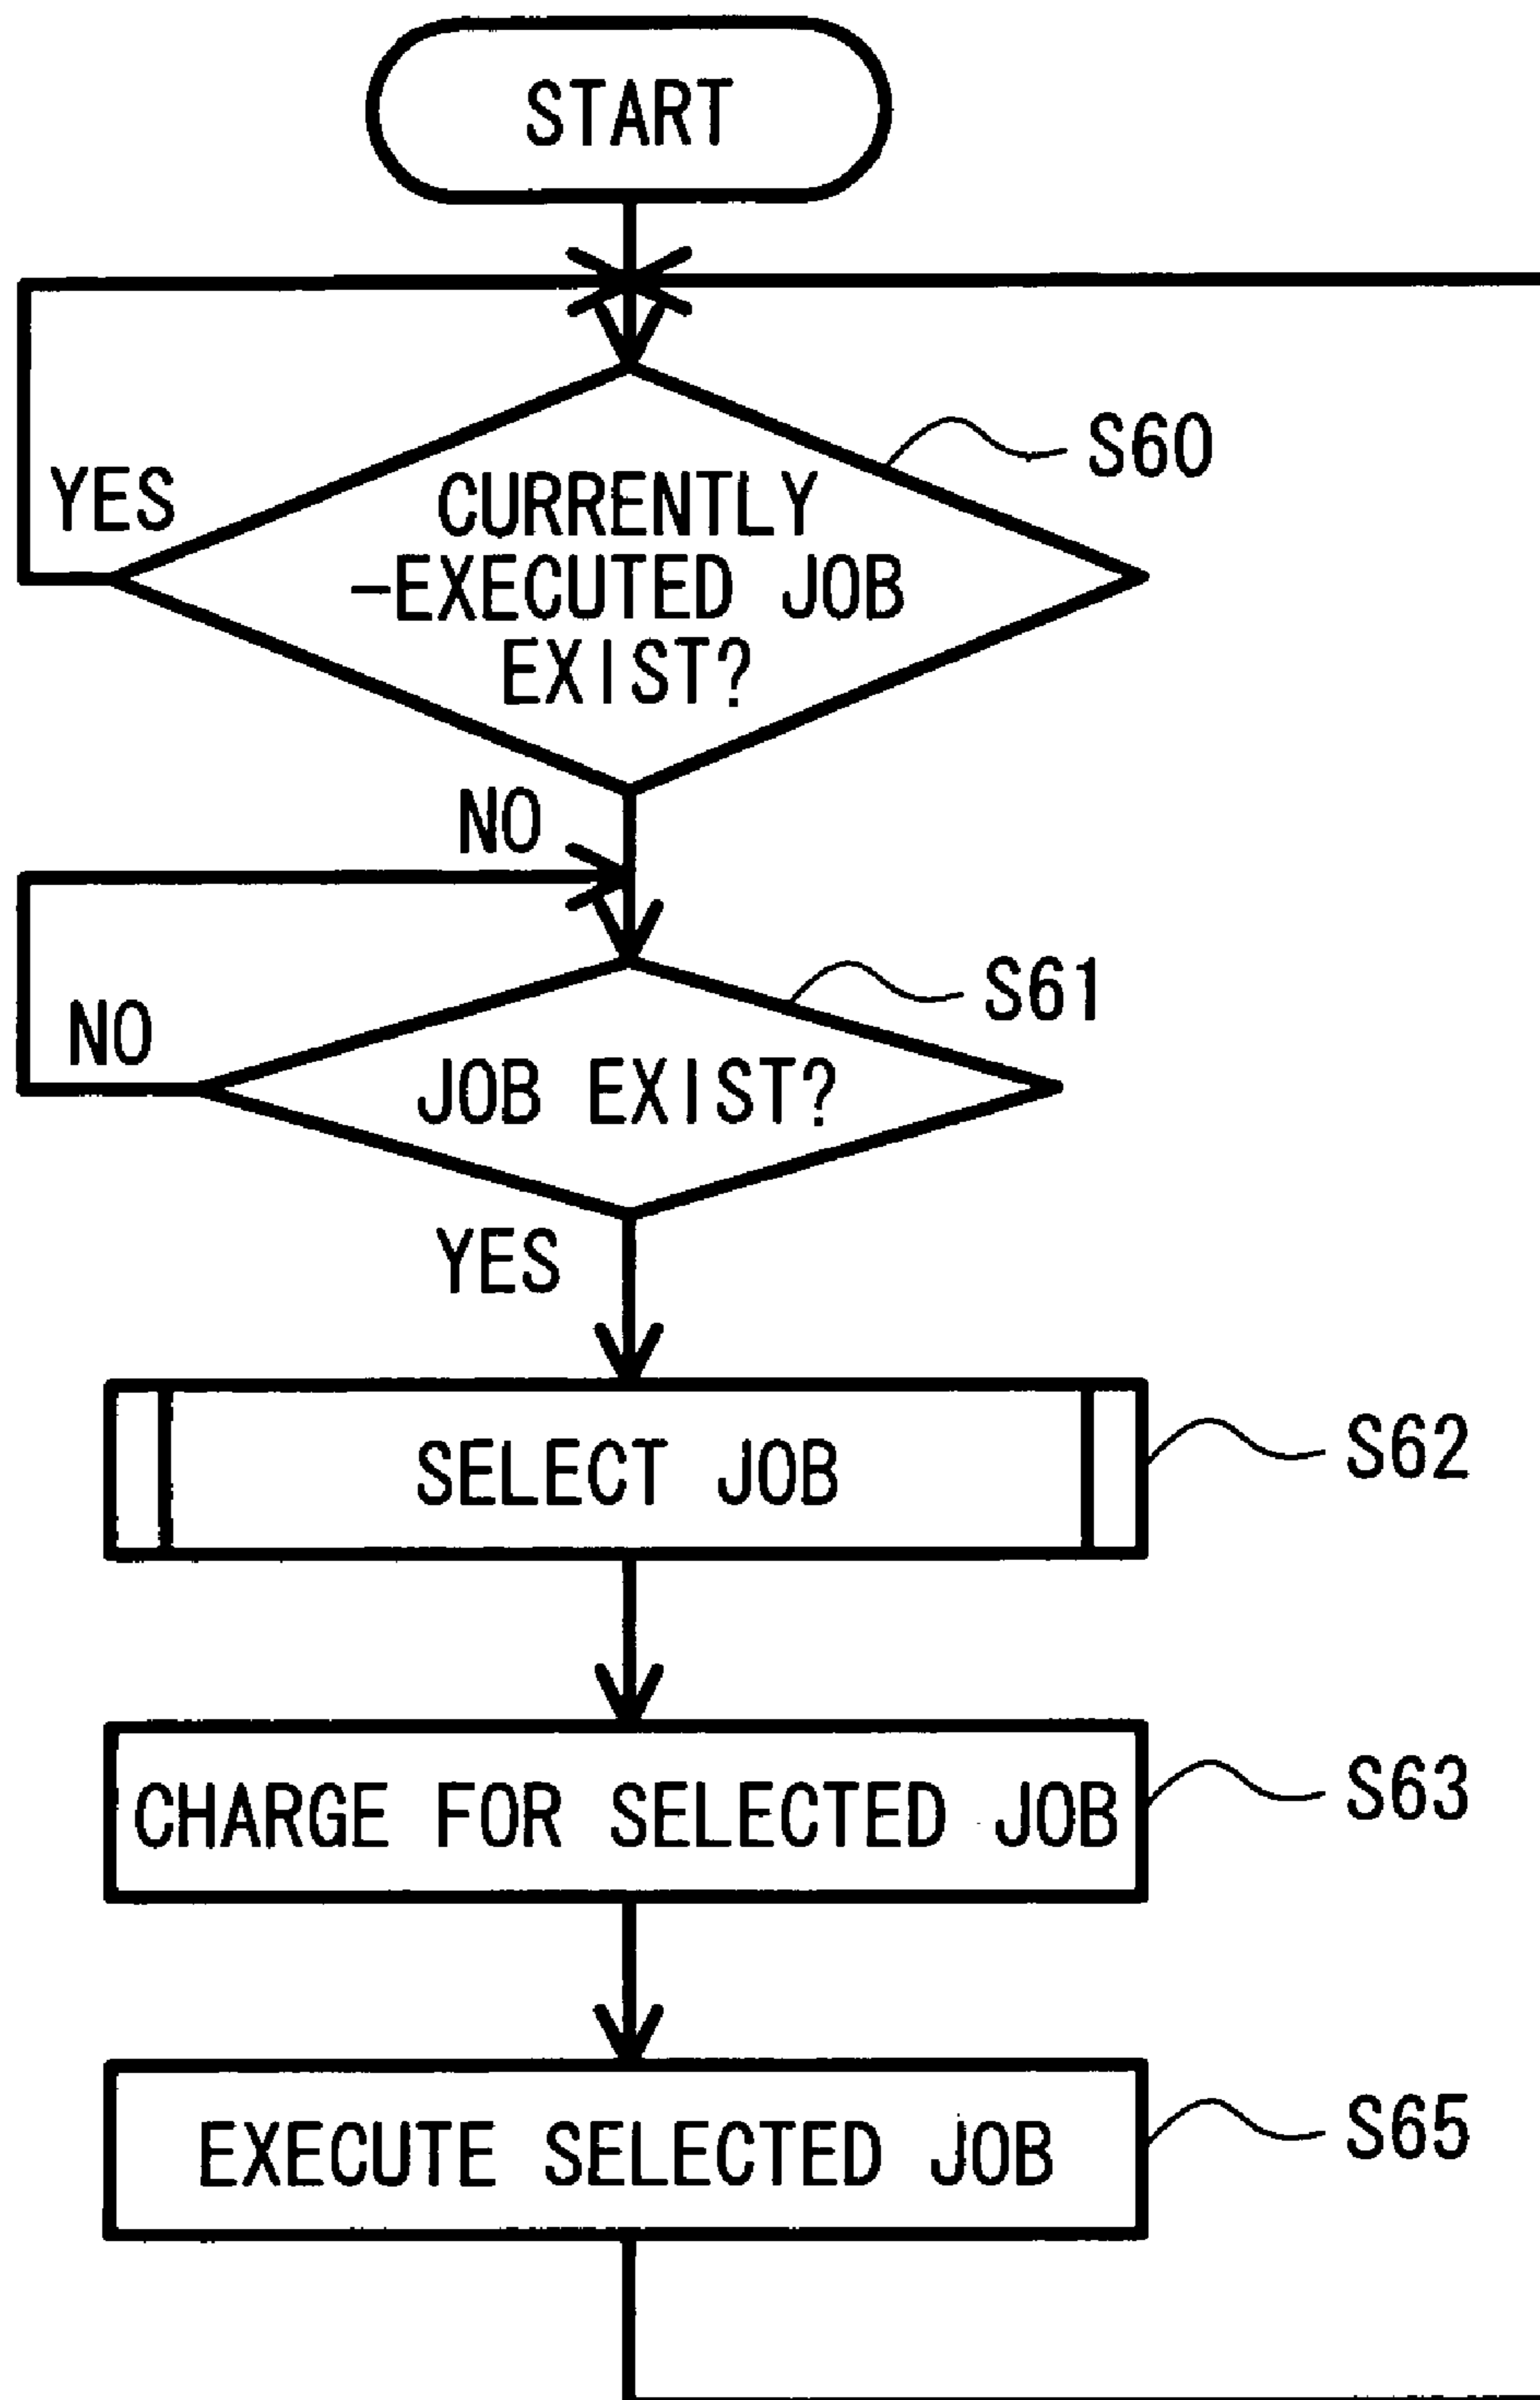 START
S60
YES
CURRENTLY
-EXECUTED JOB
EXIST?
NO
S61
NO
JOB EXIST?
YES
SELECT JOB
S62
CHARGE FOR SELECTED JOB
S63
EXECUTE SELECTED JOB
S65